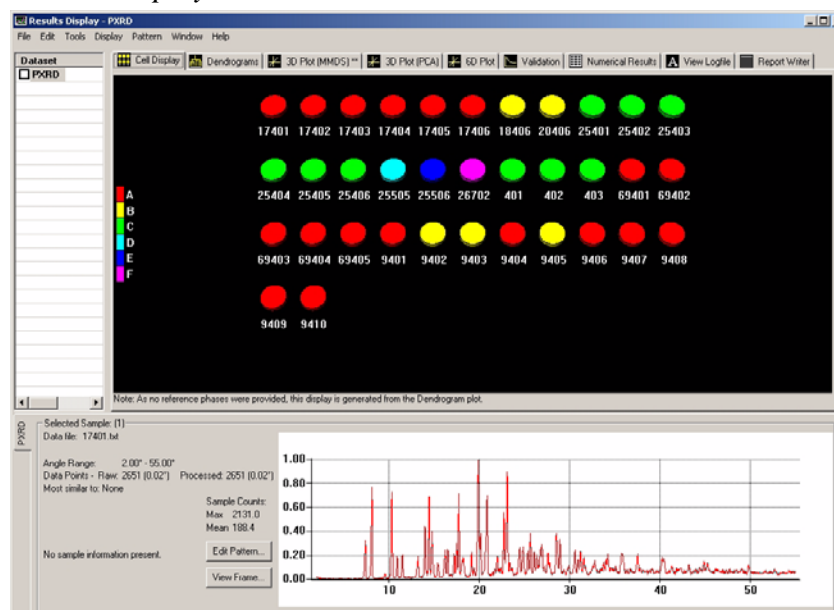 Results Display - PXRD
File Edit Tools Display Pattern Window Help
Dataset
PXRD
Cell Display Dendrograms 3D Plot (MMDS) ** 3D Plot (PCA) 6D Plot Validation Numerical Results View Logfile Report Writer
17401 17402 17403 17404 17405 17406 18406 20406 25401 25402 25403
25404 25405 25406 25505 25506 26702 401 402 403 69401 69402
A
B
C
D
E
F
69403 69404 69405 9401 9402 9403 9404 9405 9406 9407 9408
9409 9410
Note: As no reference phases were provided, this display is generated from the Dendrogram plot.
PXRD
Selected Sample: (1)
Data file: 17401.txt
Angle Range: 2.00° - 55.00°
Data Points - Raw: 2651 (0.02°) Processed: 2651 (0.02°)
Most similar to: None
Sample Counts:
Max 2131.0
Mean 188.4
No sample information present.
Edit Pattern...
View Frame...
1.00
0.80
0.60
0.40
0.20
0.00
10 20 30 40 50